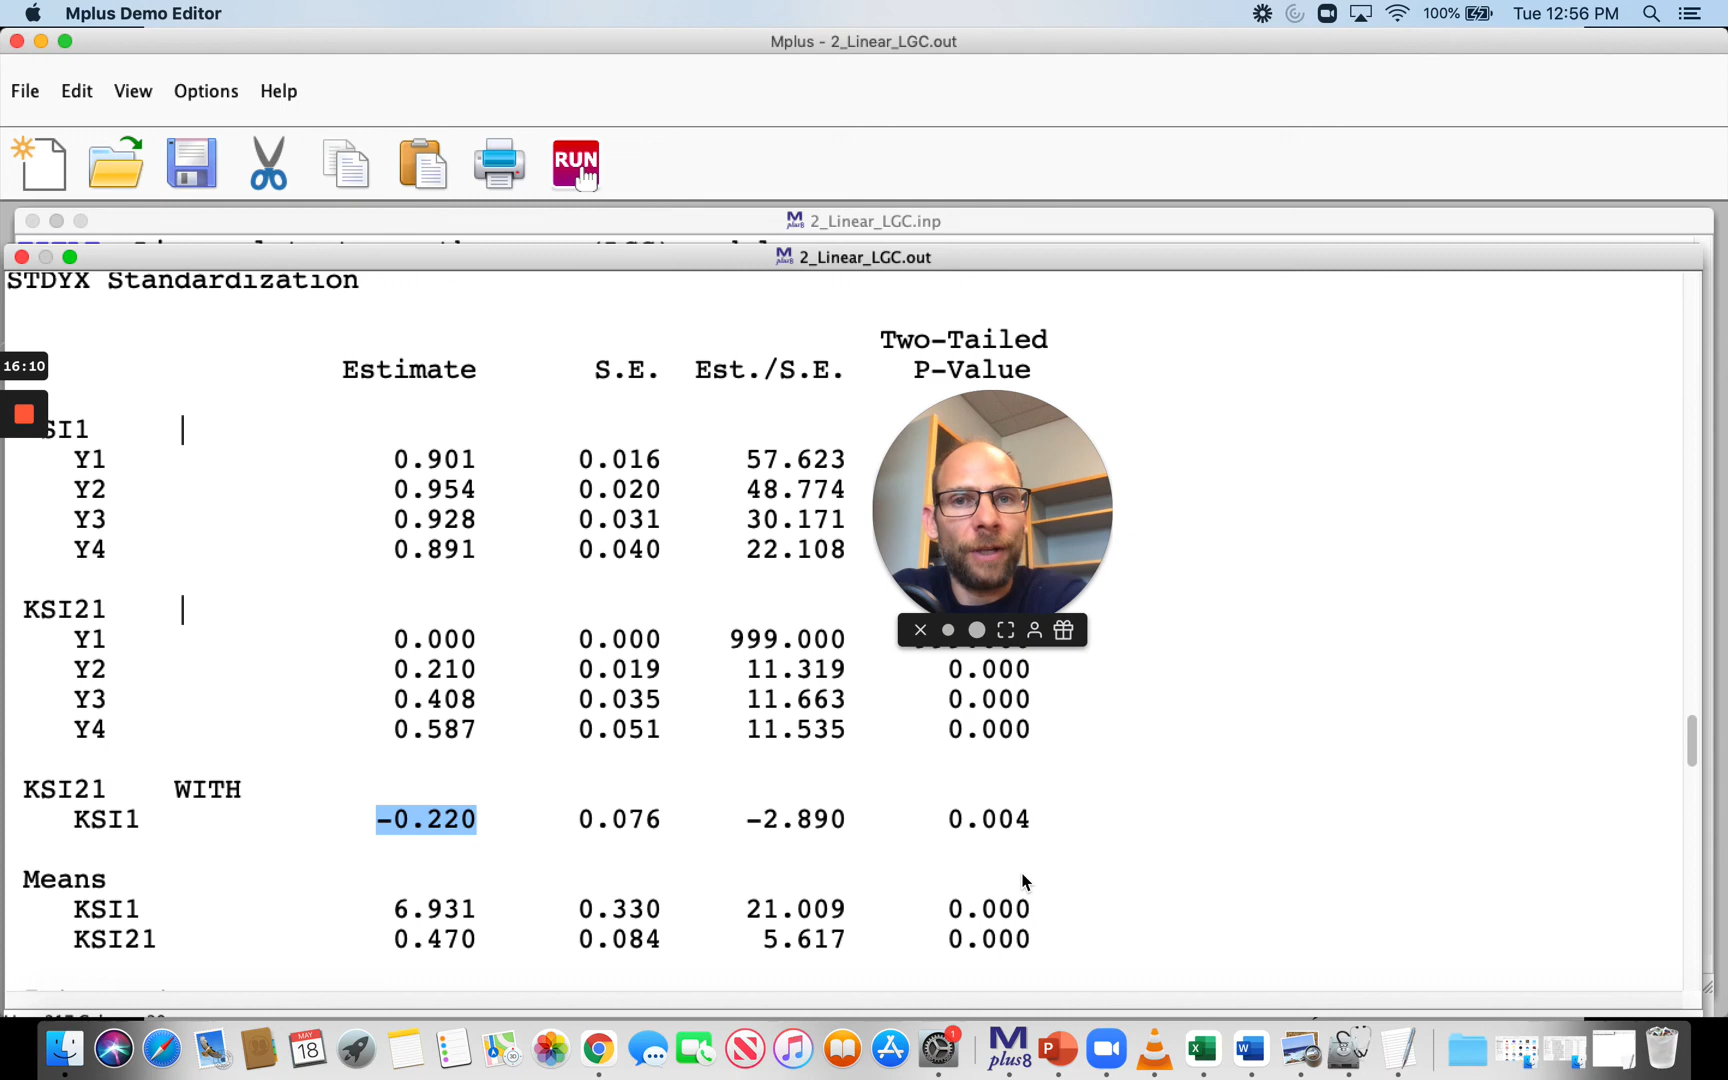 Mplus Demo Editor
100%
Tue 12:56 PM
Mplus - 2_Linear_LGC.out
File Edit View Options Help
RUN
2_Linear_LGC.inp
2_Linear_LGC.out
STDYX Standardization
Two-Tailed
Estimate S.E. Est./S.E. P-Value
16:10
SI1 |
Y1 0.901 0.016 57.623
Y2 0.954 0.020 48.774
Y3 0.928 0.031 30.171
Y4 0.891 0.040 22.108
KSI21 |
Y1 0.000 0.000 999.000
Y2 0.210 0.019 11.319 0.000
Y3 0.408 0.035 11.663 0.000
Y4 0.587 0.051 11.535 0.000
KSI21 WITH
KSI1 -0.220 0.076 -2.890 0.004
Means
KSI1 6.931 0.330 21.009 0.000
KSI21 0.470 0.084 5.617 0.000
MAY
18
1
M
plus8